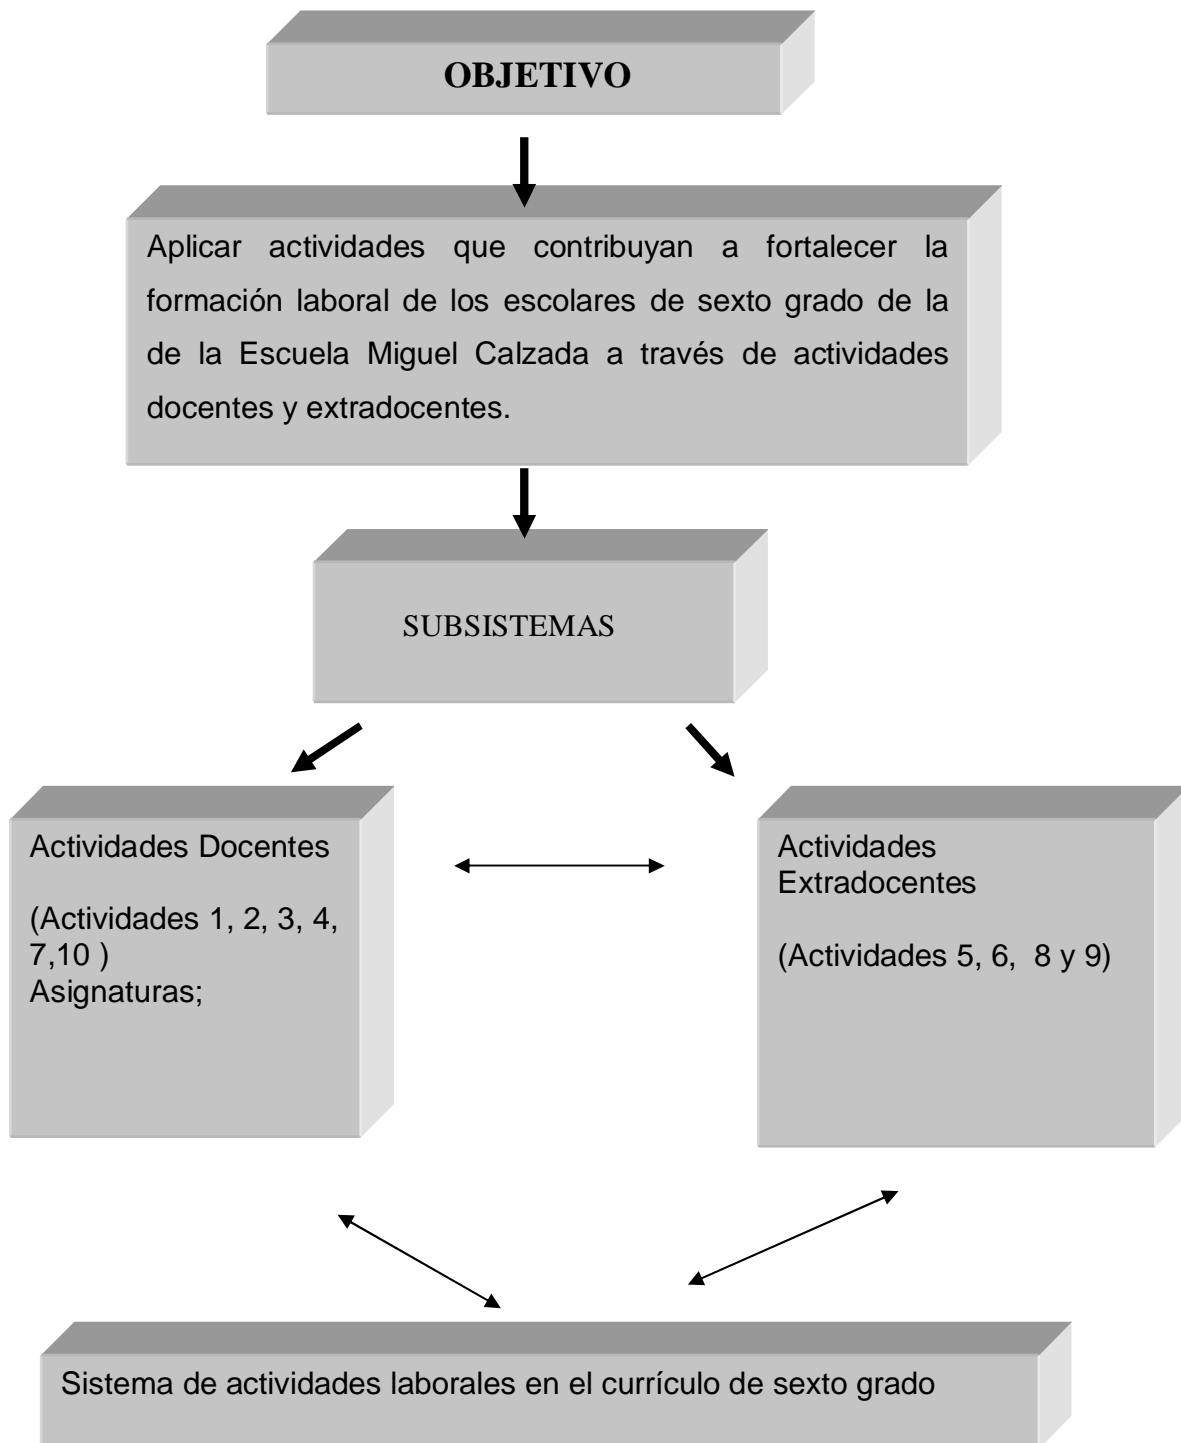 OBJETIVO
Aplicar actividades que contribuyan a fortalecer la
formación laboral de los escolares de sexto grado de la
de la Escuela Miguel Calzada a través de actividades
docentes y extradocentes.
SUBSISTEMAS
Actividades Docentes
(Actividades 1, 2, 3, 4,
7,10 )
Asignaturas;
Actividades
Extradocentes
(Actividades 5, 6,  8 y 9)
Sistema de actividades laborales en el currículo de sexto grado